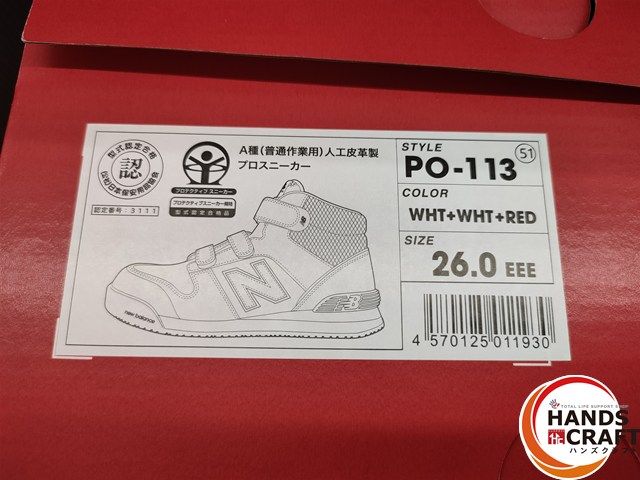 型式認定合格
認
(公社)日本保安用品協会
認定番号:3111
プロテクティブ スニーカー
プロテクティブスニーカー規格
型式認定合格品
A種(普通作業用)人工皮革製
プロスニーカー
new balance
N
NB
STYLE
51
PO-113
COLOR
WHT+WHT+RED
SIZE
26.0 EEE
4 570125 011930
TOTAL LIFE SUPPORT
HANDS
CRAFT
ハンズクラフト